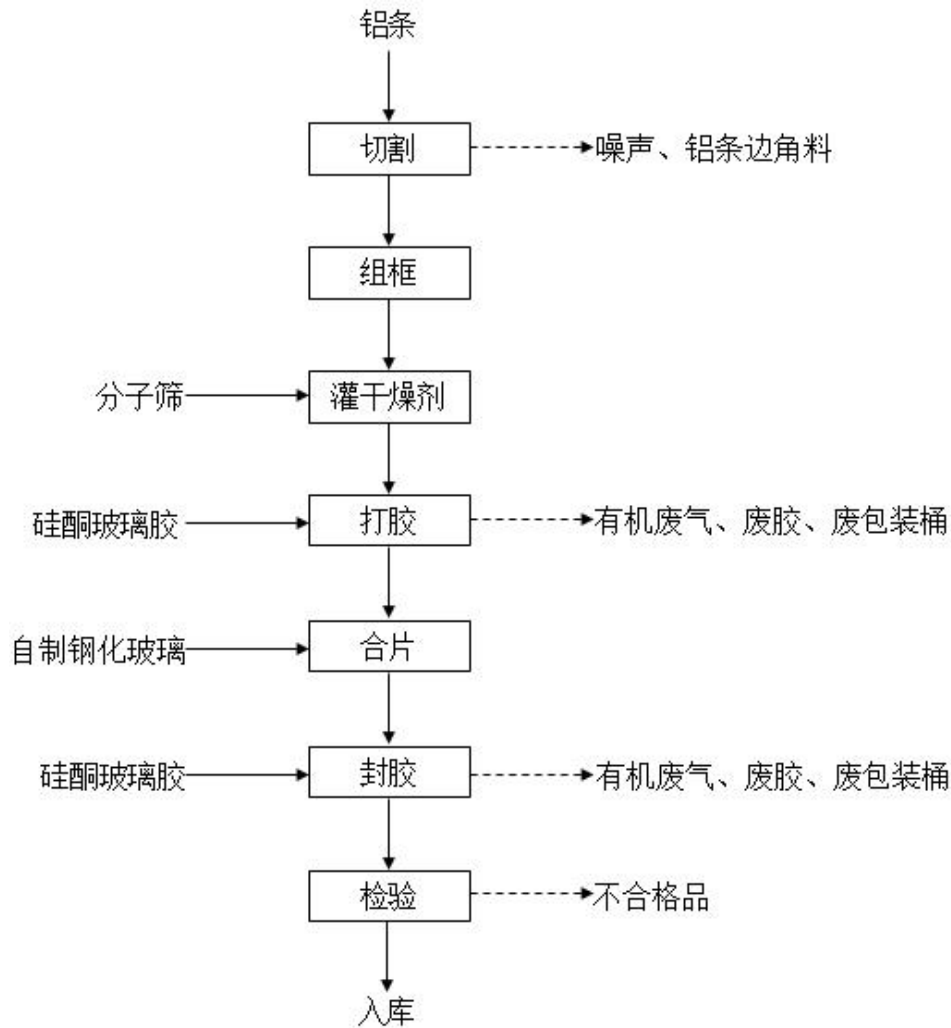 铝条
切割
噪声、铝条边角料
组框
分子筛
灌干燥剂
硅酮玻璃胶
打胶
有机废气、废胶、废包装桶
自制钢化玻璃
合片
硅酮玻璃胶
封胶
有机废气、废胶、废包装桶
检验
不合格品
入库